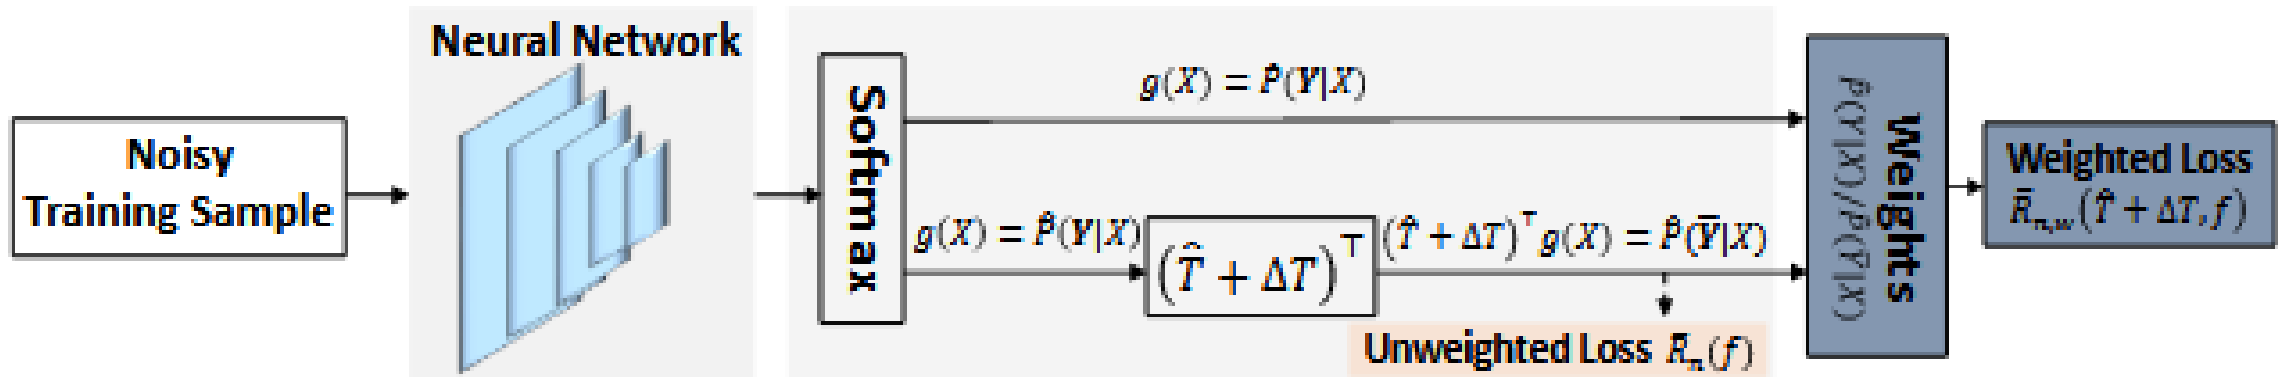 Noisy
Training Sample
Neural Network
Softmax
g(X) = P̂(Y|X)
g(X) = P̂(Y|X)
(T̂ + ΔT)ᵀ
(T̂ + ΔT)ᵀg(X) = P̂(Ȳ|X)
Unweighted Loss R̄ₙ(f)
Weights
P̂(Y|X)/P̂(Ȳ|X)
Weighted Loss
R̄ₙ,w(T̂ + ΔT, f)